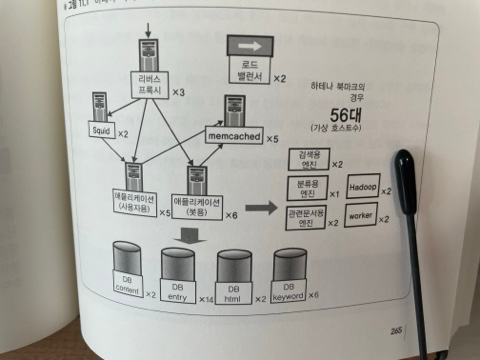 그림 11.1
리버스
프록시
×3
로드
밸런서
×2
하테나 북마크의
경우
56대
(가상 호스트수)
Squid
×2
memcached
×5
애플리케이션
(사용자용)
×5
애플리케이션
(봇용)
×6
검색용
엔진
×2
분류용
엔진
×1
Hadoop
×2
관련문서용
엔진
×2
worker
×2
DB
content
×2
DB
entry
×14
DB
html
×2
DB
keyword
×6
265